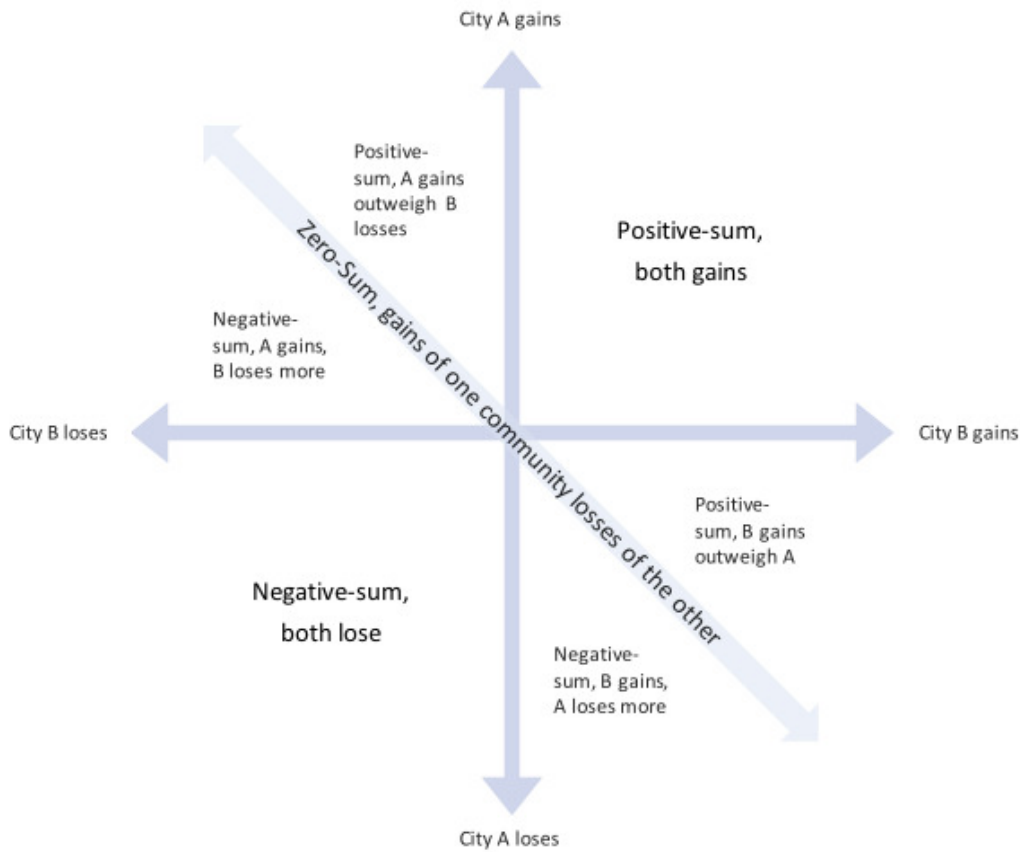 City A gains
Positive-
sum, A gains
outweigh B
losses
Positive-sum,
both gains
Zero-Sum, gains of one community losses of the other
Negative-
sum, A gains,
B loses more
City B loses
City B gains
Positive-
sum, B gains
outweigh A
Negative-sum,
both lose
Negative-
sum, B gains,
A loses more
City A loses